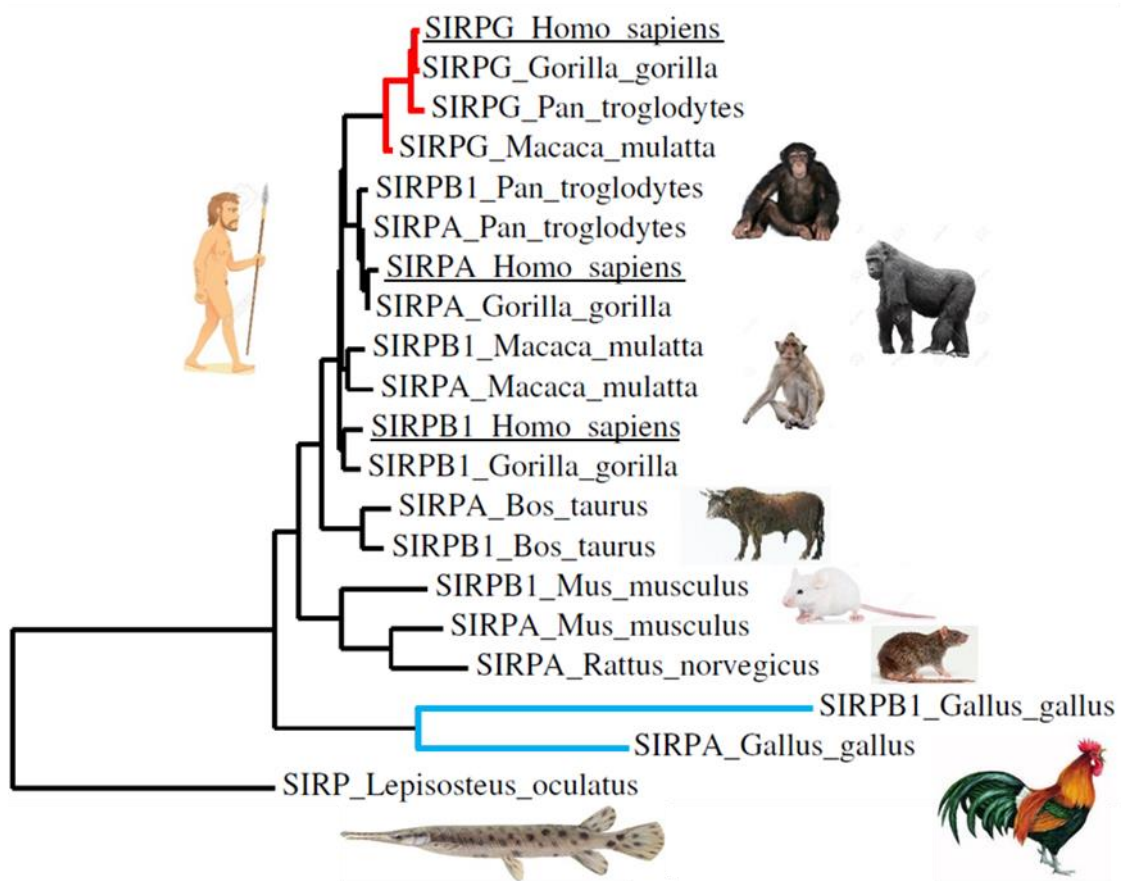 SIRPG_Homo_sapiens
SIRPG_Gorilla_gorilla
SIRPG_Pan_troglodytes
SIRPG_Macaca_mulatta
SIRPB1_Pan_troglodytes
SIRPA_Pan_troglodytes
SIRPA_Homo_sapiens
SIRPA_Gorilla_gorilla
SIRPB1_Macaca_mulatta
SIRPA_Macaca_mulatta
SIRPB1_Homo_sapiens
SIRPB1_Gorilla_gorilla
SIRPA_Bos_taurus
SIRPB1_Bos_taurus
SIRPB1_Mus_musculus
SIRPA_Mus_musculus
SIRPA_Rattus_norvegicus
SIRPB1_Gallus_gallus
SIRPA_Gallus_gallus
SIRP_Lepisosteus_oculatus